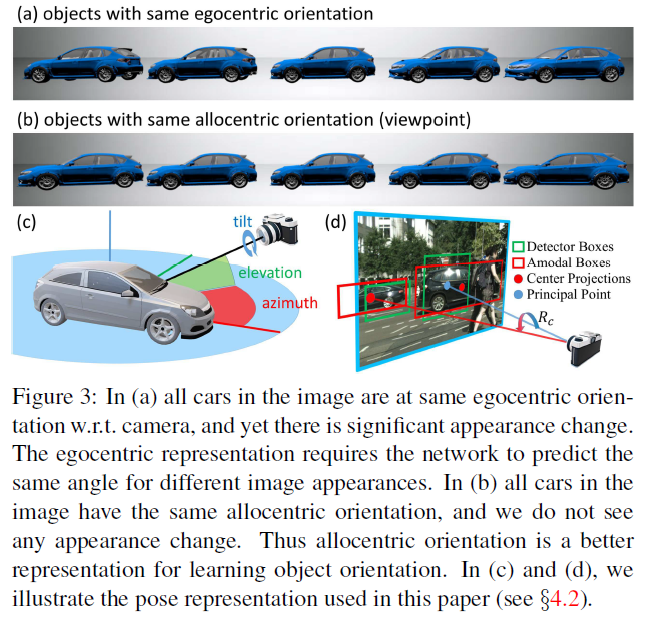 (a) objects with same egocentric orientation
(b) objects with same allocentric orientation (viewpoint)
(c)
tilt
elevation
azimuth
(d)
Detector Boxes
Amodal Boxes
Center Projections
Principal Point
R_c
Figure 3: In (a) all cars in the image are at same egocentric orien-
tation w.r.t. camera, and yet there is significant appearance change.
The egocentric representation requires the network to predict the
same angle for different image appearances. In (b) all cars in the
image have the same allocentric orientation, and we do not see
any appearance change. Thus allocentric orientation is a better
representation for learning object orientation. In (c) and (d), we
illustrate the pose representation used in this paper (see §4.2).